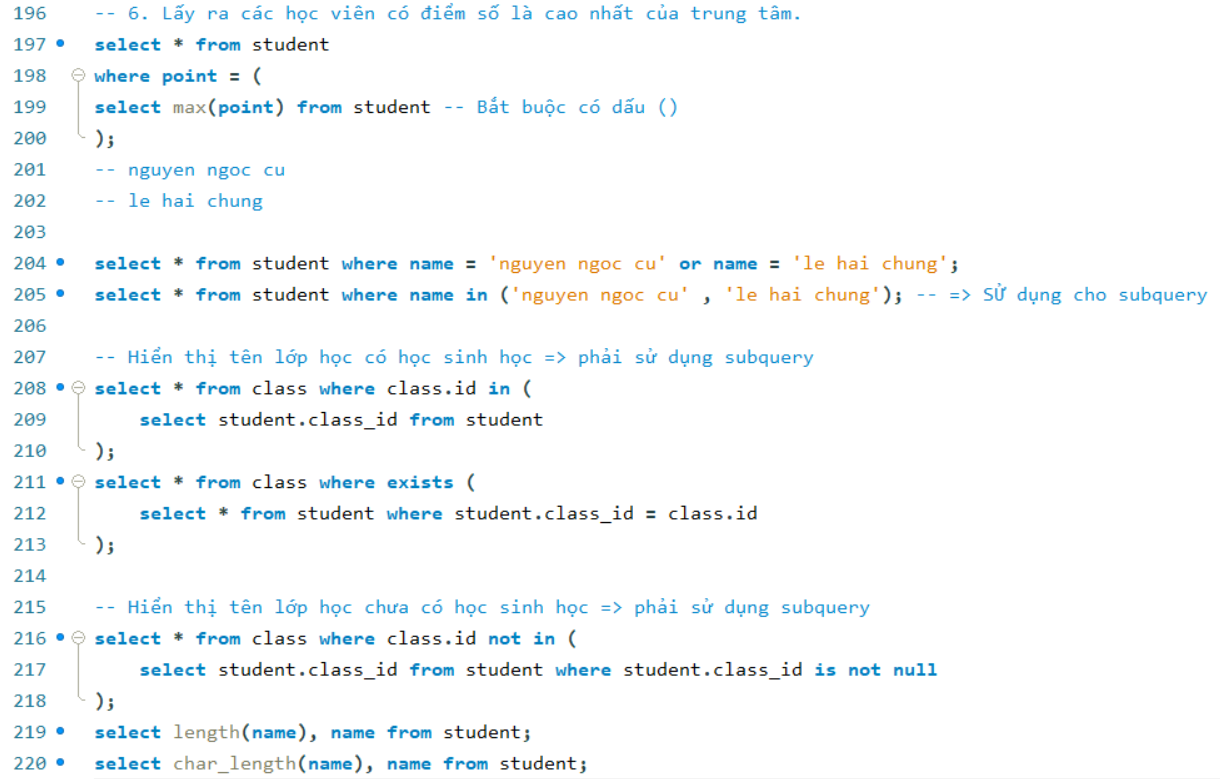 196 -- 6. Lấy ra các học viên có điểm số là cao nhất của trung tâm.
197 select * from student
198 where point = (
199 select max(point) from student -- Bắt buộc có dấu ()
200 );
201 -- nguyen ngoc cu
202 -- le hai chung
203
204 select * from student where name = 'nguyen ngoc cu' or name = 'le hai chung';
205 select * from student where name in ('nguyen ngoc cu' , 'le hai chung'); -- => SỬ dụng cho subquery
206
207 -- Hiển thị tên lớp học có học sinh học => phải sử dụng subquery
208 select * from class where class.id in (
209 select student.class_id from student
210 );
211 select * from class where exists (
212 select * from student where student.class_id = class.id
213 );
214
215 -- Hiển thị tên lớp học chưa có học sinh học => phải sử dụng subquery
216 select * from class where class.id not in (
217 select student.class_id from student where student.class_id is not null
218 );
219 select length(name), name from student;
220 select char_length(name), name from student;